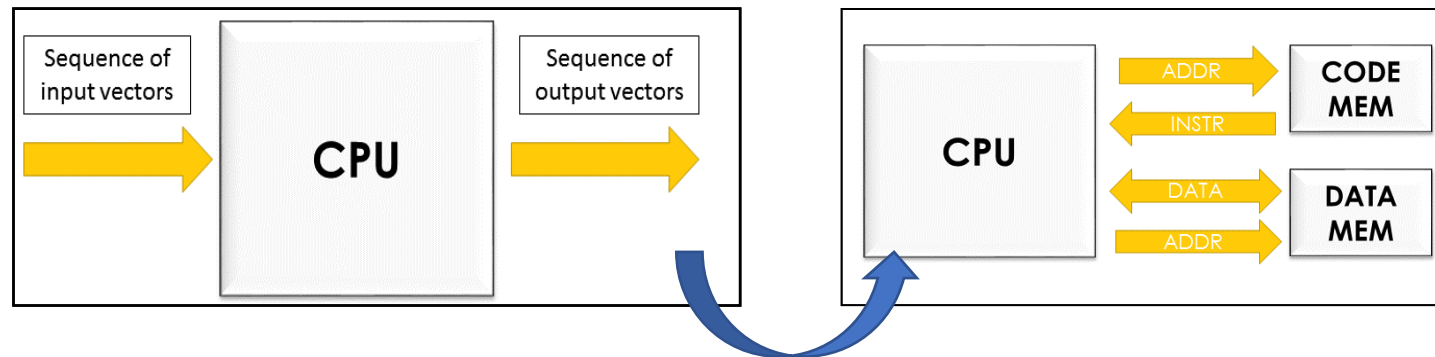 Sequence of
input vectors
CPU
Sequence of
output vectors
CPU
ADDR
INSTR
CODE
MEM
DATA
ADDR
DATA
MEM